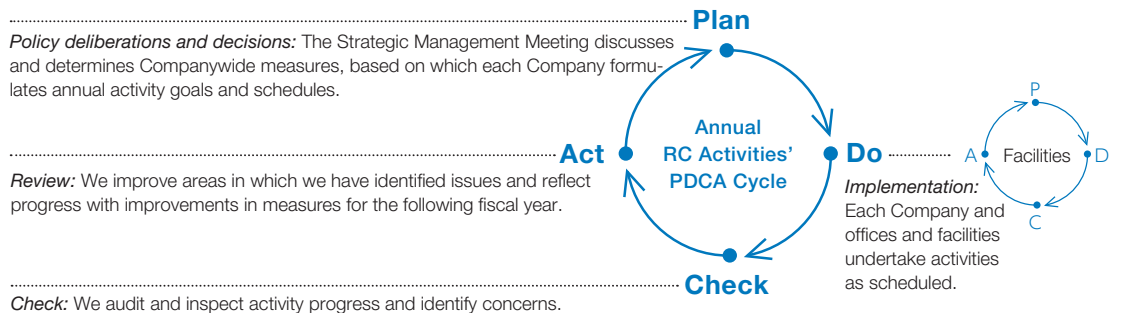 Plan
Policy deliberations and decisions: The Strategic Management Meeting discusses
and determines Companywide measures, based on which each Company formu-
lates annual activity goals and schedules.
Annual
RC Activities'
PDCA Cycle
Act
Review: We improve areas in which we have identified issues and reflect
progress with improvements in measures for the following fiscal year.
Do
Implementation:
Each Company and
offices and facilities
undertake activities
as scheduled.
P
A
Facilities
D
C
Check
Check: We audit and inspect activity progress and identify concerns.